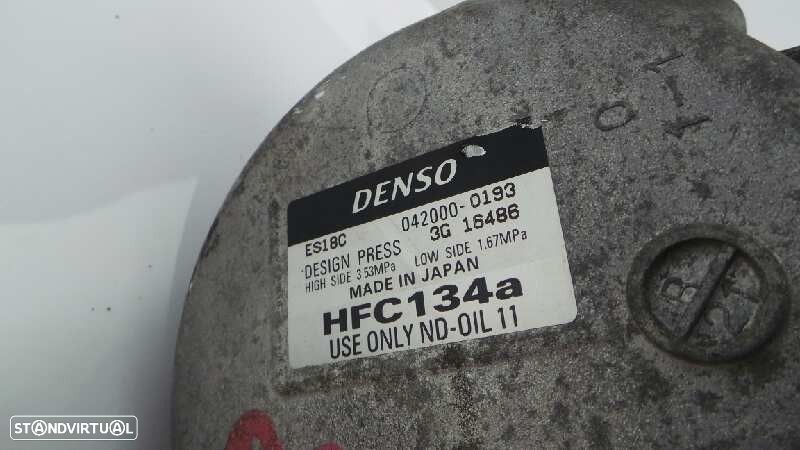 DENSO
ES18C 042000-0193
DESIGN PRESS 3G 16486
HIGH SIDE 3.53MPa LOW SIDE 1.67MPa
MADE IN JAPAN
HFC134a
USE ONLY ND-OIL 11
STANDVIRTUAL